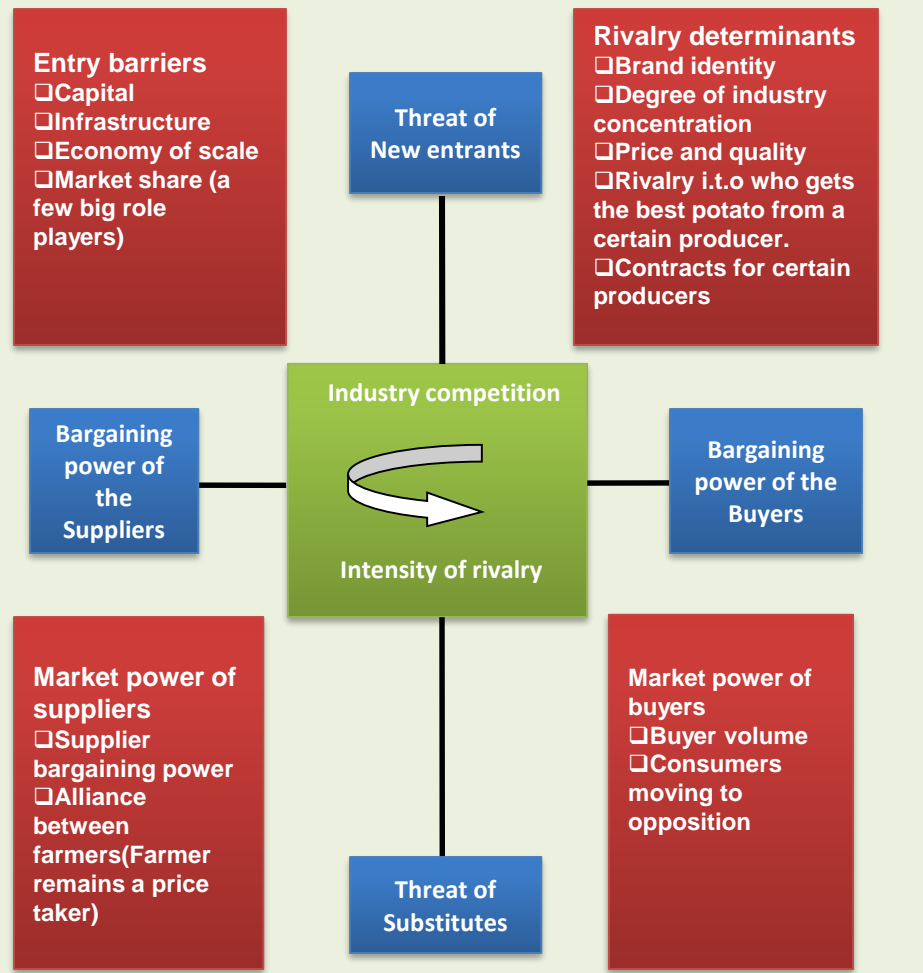 Entry barriers
❑Capital
❑Infrastructure
❑Economy of scale
❑Market share (a
few big role
players)
Threat of
New entrants
Rivalry determinants
❑Brand identity
❑Degree of industry
concentration
❑Price and quality
❑Rivalry i.t.o who gets
the best potato from a
certain producer.
❑Contracts for certain
producers
Bargaining
power of
the
Suppliers
Industry competition
Intensity of rivalry
Bargaining
power of the
Buyers
Market power of
suppliers
❑Supplier
bargaining power
❑Alliance
between
farmers(Farmer
remains a price
taker)
Threat of
Substitutes
Market power of
buyers
❑Buyer volume
❑Consumers
moving to
opposition